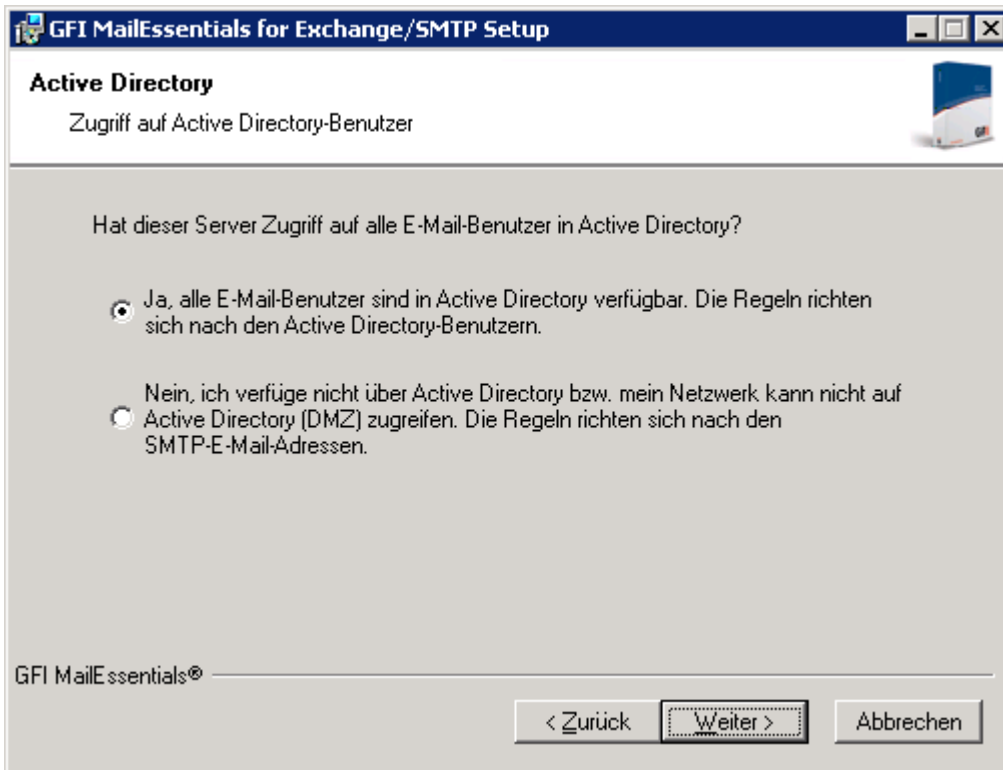 GFI MailEssentials for Exchange/SMTP Setup
Active Directory
Zugriff auf Active Directory-Benutzer
GFI
Hat dieser Server Zugriff auf alle E-Mail-Benutzer in Active Directory?
Ja, alle E-Mail-Benutzer sind in Active Directory verfügbar. Die Regeln richten
sich nach den Active Directory-Benutzern.
Nein, ich verfüge nicht über Active Directory bzw. mein Netzwerk kann nicht auf
Active Directory (DMZ) zugreifen. Die Regeln richten sich nach den
SMTP-E-Mail-Adressen.
GFI MailEssentials®
< Zurück
Weiter >
Abbrechen